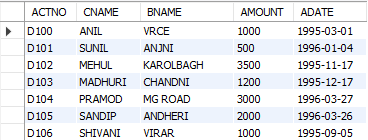 ACTNO CNAME BNAME AMOUNT ADATE
D100 ANIL VRCE 1000 1995-03-01
D101 SUNIL ANJNI 500 1996-01-04
D102 MEHUL KAROLBAGH 3500 1995-11-17
D103 MADHURI CHANDNI 1200 1995-12-17
D104 PRAMOD MG ROAD 3000 1996-03-27
D105 SANDIP ANDHERI 2000 1996-03-26
D106 SHIVANI VIRAR 1000 1995-09-05